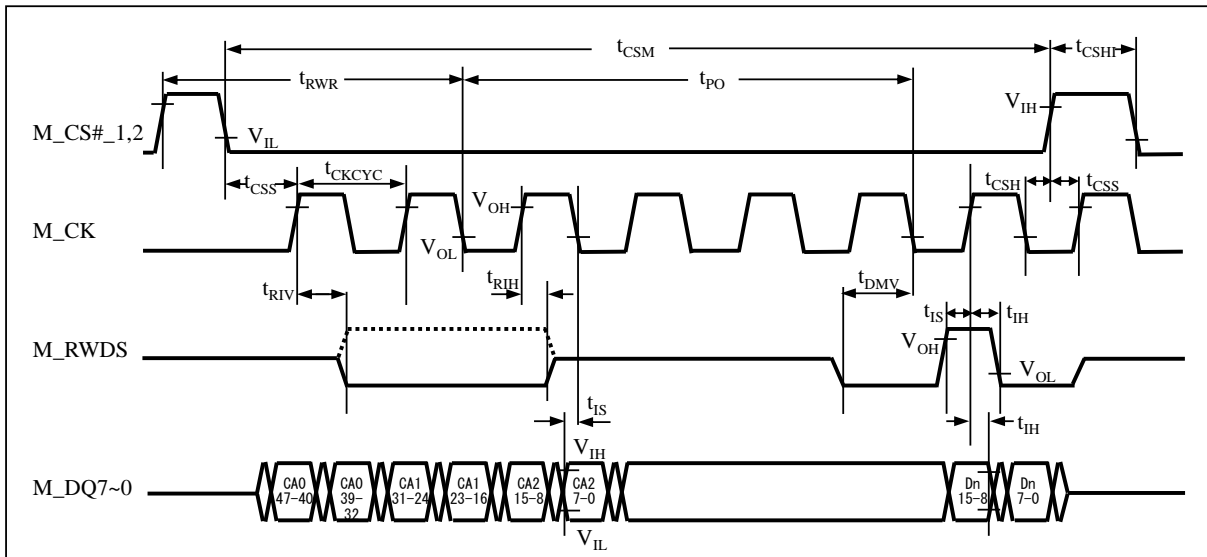 tCSM
tCSHI
tRWR
tPO
M_CS#_1,2
VIL
VIH
tCSS
tCKCYC
tCSH
tCSS
VOH
M_CK
VOL
tRIV
tRIH
tDMV
tIS
tIH
M_RWDS
VOH
VOL
tIS
tIH
VIH
M_DQ7~0
CA0 CA0 CA1 CA1 CA2 CA2 Dn Dn
47-40 39- 31-24 23-16 15-8 7-0 15-8 7-0
32
VIL